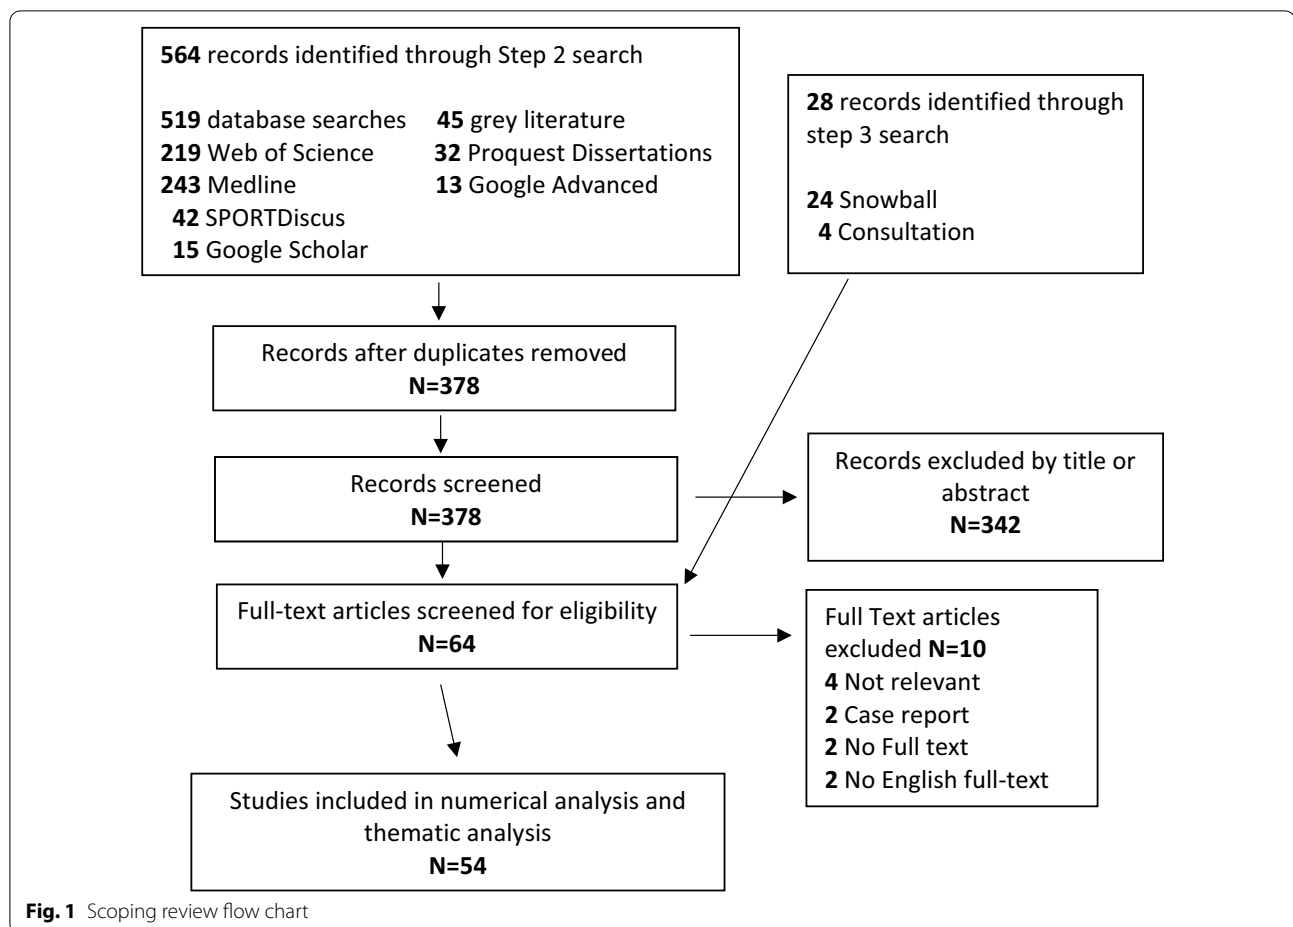 564 records identified through Step 2 search
519 database searches
219 Web of Science
243 Medline
42 SPORTDiscus
15 Google Scholar
45 grey literature
32 Proquest Dissertations
13 Google Advanced
28 records identified through
step 3 search
24 Snowball
4 Consultation
Records after duplicates removed
N=378
Records screened
N=378
Records excluded by title or
abstract
N=342
Full-text articles screened for eligibility
N=64
Full Text articles
excluded N=10
4 Not relevant
2 Case report
2 No Full text
2 No English full-text
Studies included in numerical analysis and
thematic analysis
N=54
Fig. 1 Scoping review flow chart